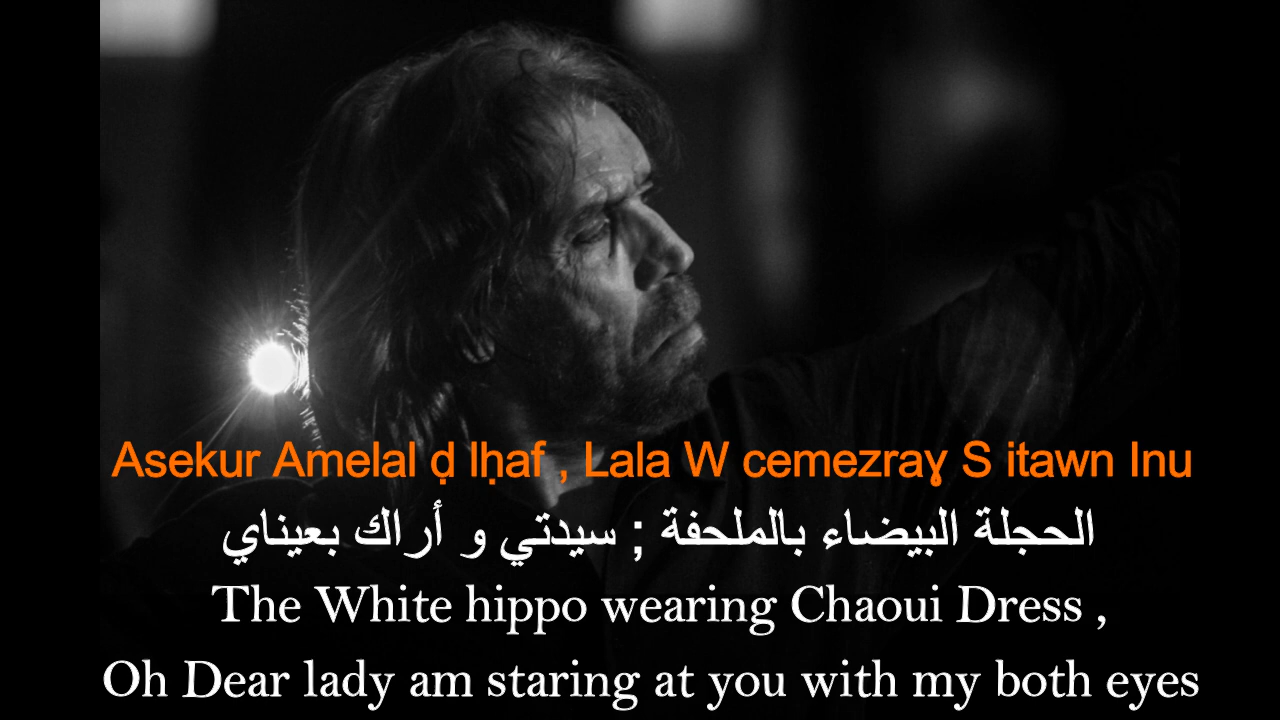 Asekur Amelal ḍ lḥaf , Lala W cemezraɣ S itawn Inu
الحجلة البيضاء بالملحفة ; سيدتي و أراك بعيناي
The White hippo wearing Chaoui Dress ,
Oh Dear lady am staring at you with my both eyes